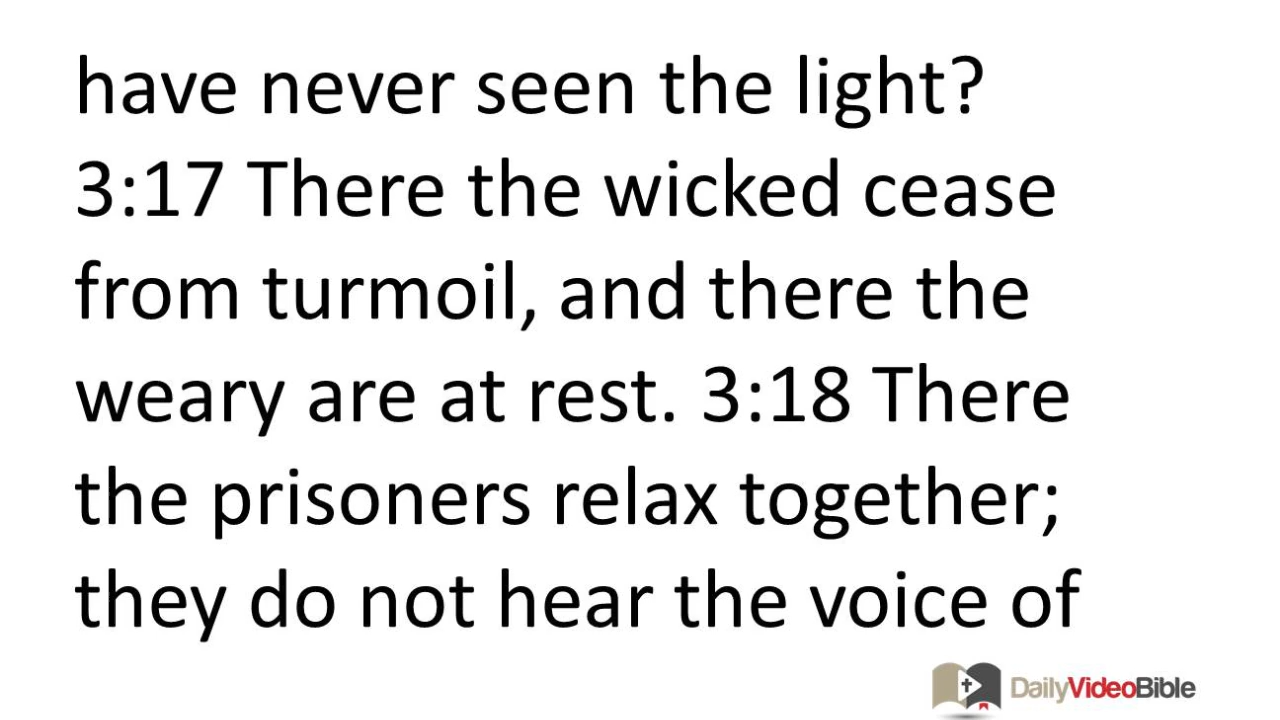 have never seen the light?
3:17 There the wicked cease
from turmoil, and there the
weary are at rest. 3:18 There
the prisoners relax together;
they do not hear the voice of
DailyVideoBible